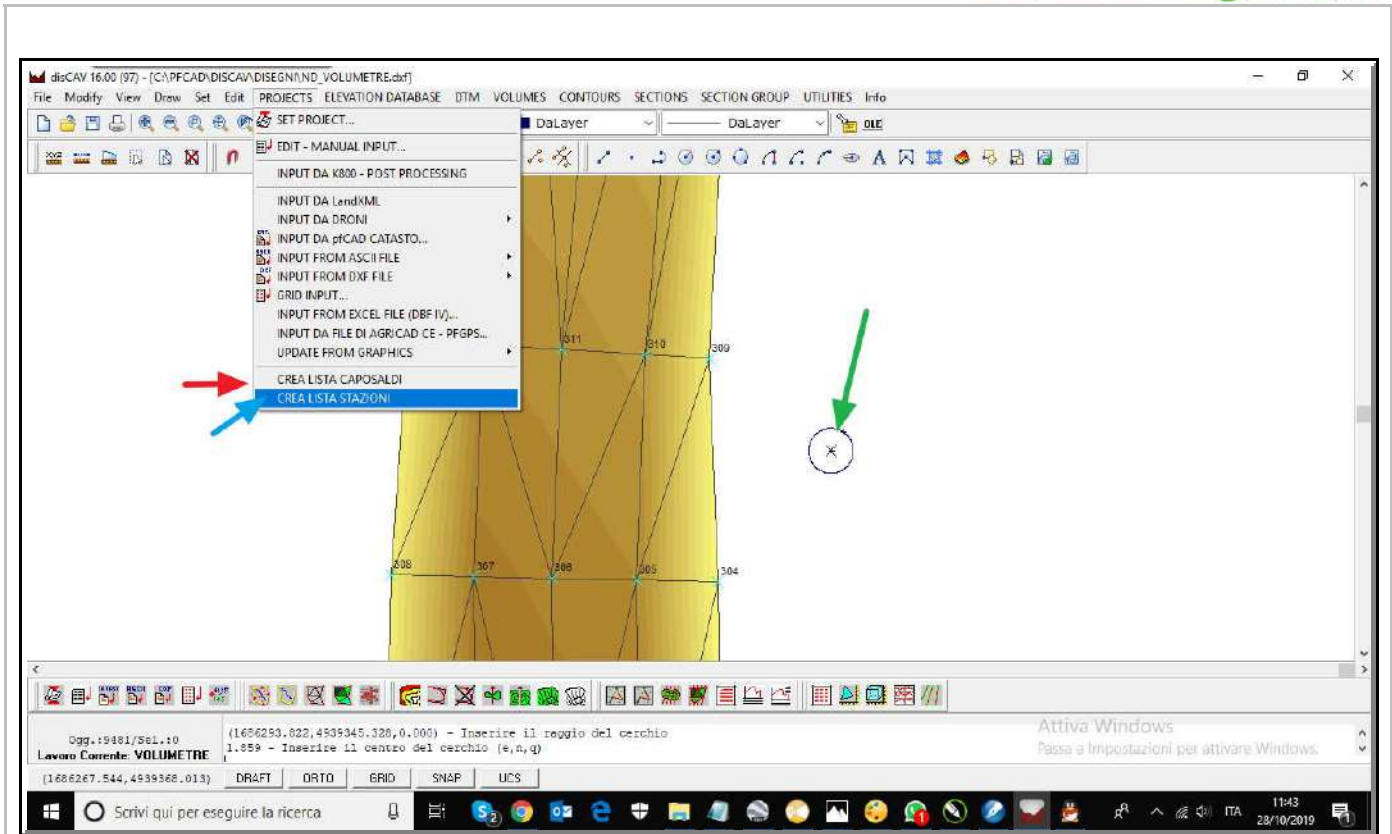 disCAV 16.00 (97) - [C:\PFCAD\DISCAV\DISEGNI\ND_VOLUMETRE.dxf]
File Modify View Draw Set Edit PROJECTS ELEVATION DATABASE DTM VOLUMES CONTOURS SECTIONS SECTION GROUP UTILITIES Info
SET PROJECT...
DaLayer
DaLayer
OLE
EDIT - MANUAL INPUT...
INPUT DA K800 - POST PROCESSING
INPUT DA LandXML
INPUT DA DRONI
INPUT DA pfCAD CATASTO...
INPUT FROM ASCII FILE
INPUT FROM DXF FILE
GRID INPUT...
INPUT FROM EXCEL FILE (DBF IV)...
INPUT DA FILE DI AGRICAD CE - PFGPS...
UPDATE FROM GRAPHICS
CREA LISTA CAPOSALDI
CREA LISTA STAZIONI
311
310
309
308
307
306
305
304
Ogg.:9481/Sel.:0
Lavoro Corrente: VOLUMETRE
(1686293.822,4939345.328,0.000) - Inserire il raggio del cerchio
1.859 - Inserire il centro del cerchio (e,n,q)
Attiva Windows
Passa a Impostazioni per attivare Windows.
(1686267.544,4939368.013) DRAFT ORTO GRID SNAP UCS
Scrivi qui per eseguire la ricerca
ITA
11:43
28/10/2019